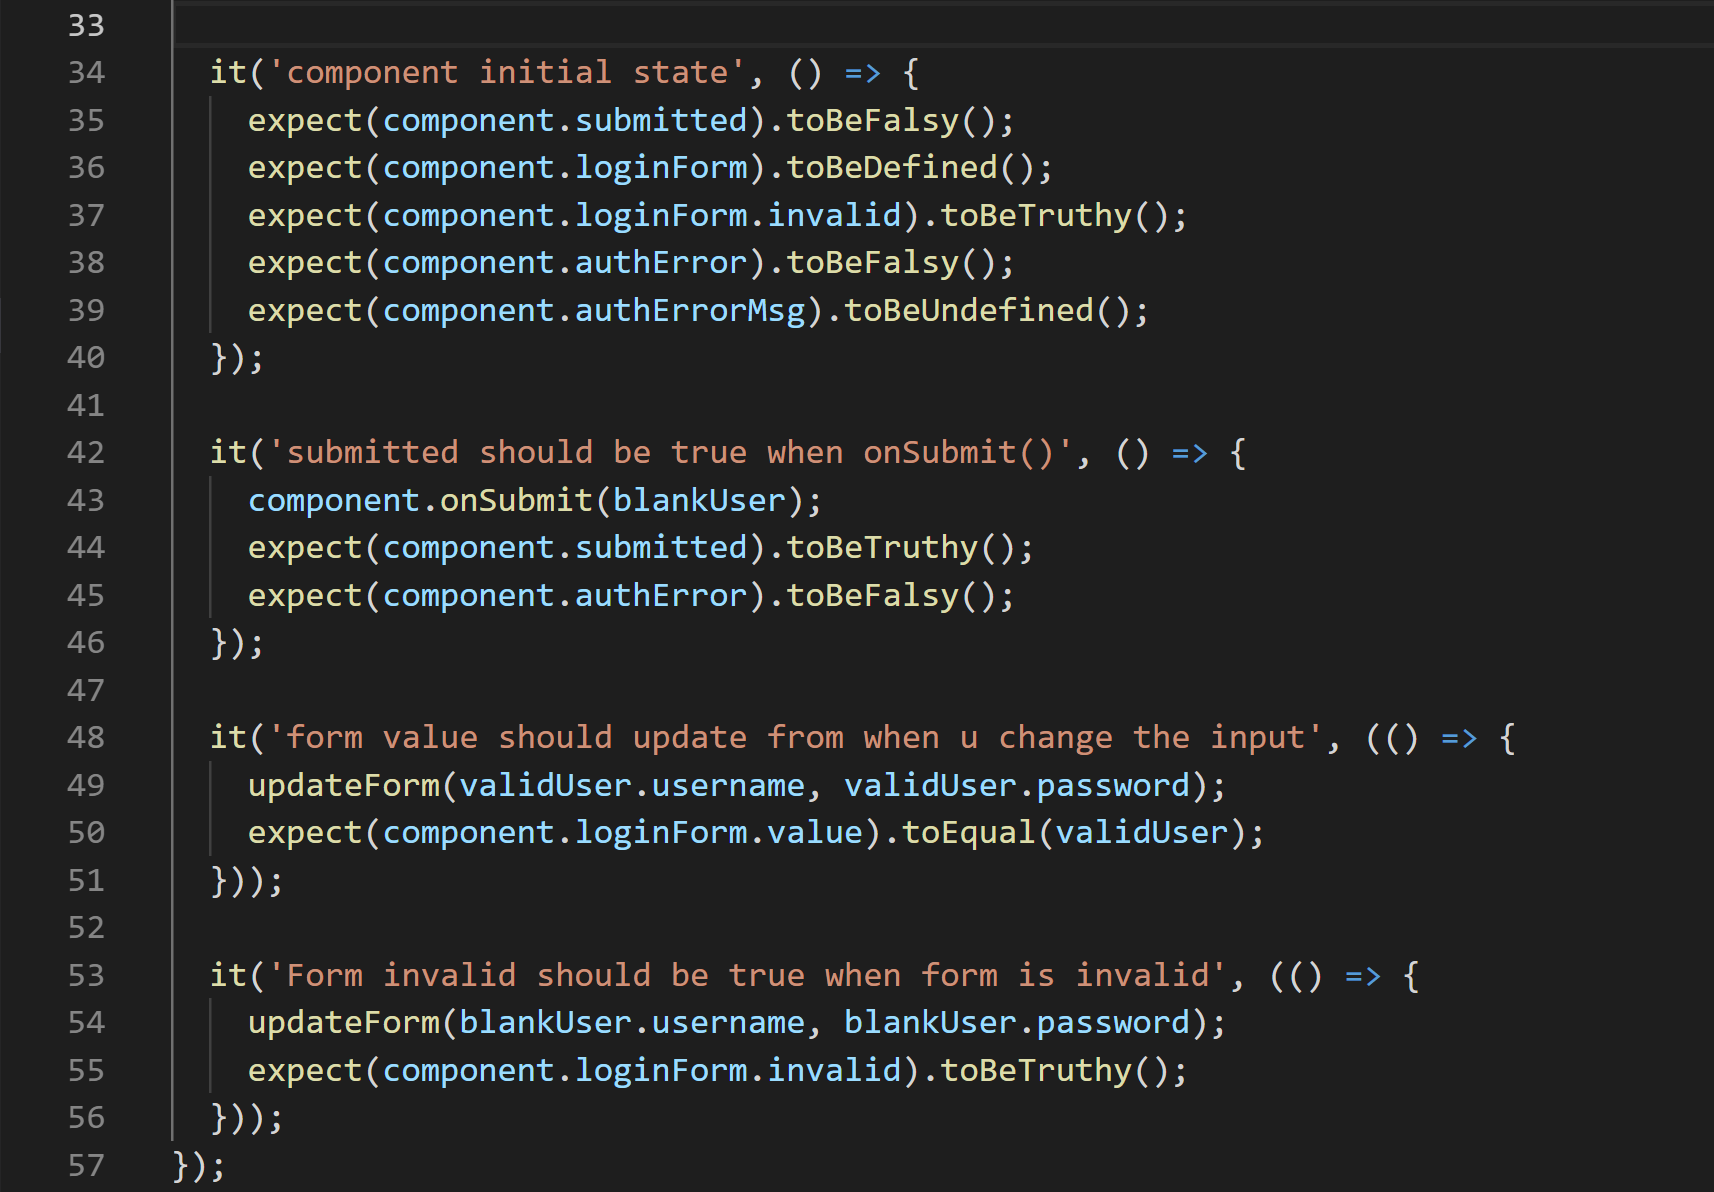 33
34 it('component initial state', () => {
35 expect(component.submitted).toBeFalsy();
36 expect(component.loginForm).toBeDefined();
37 expect(component.loginForm.invalid).toBeTruthy();
38 expect(component.authError).toBeFalsy();
39 expect(component.authErrorMsg).toBeUndefined();
40 });
41
42 it('submitted should be true when onSubmit()', () => {
43 component.onSubmit(blankUser);
44 expect(component.submitted).toBeTruthy();
45 expect(component.authError).toBeFalsy();
46 });
47
48 it('form value should update from when u change the input', (() => {
49 updateForm(validUser.username, validUser.password);
50 expect(component.loginForm.value).toEqual(validUser);
51 }));
52
53 it('Form invalid should be true when form is invalid', (() => {
54 updateForm(blankUser.username, blankUser.password);
55 expect(component.loginForm.invalid).toBeTruthy();
56 }));
57 });